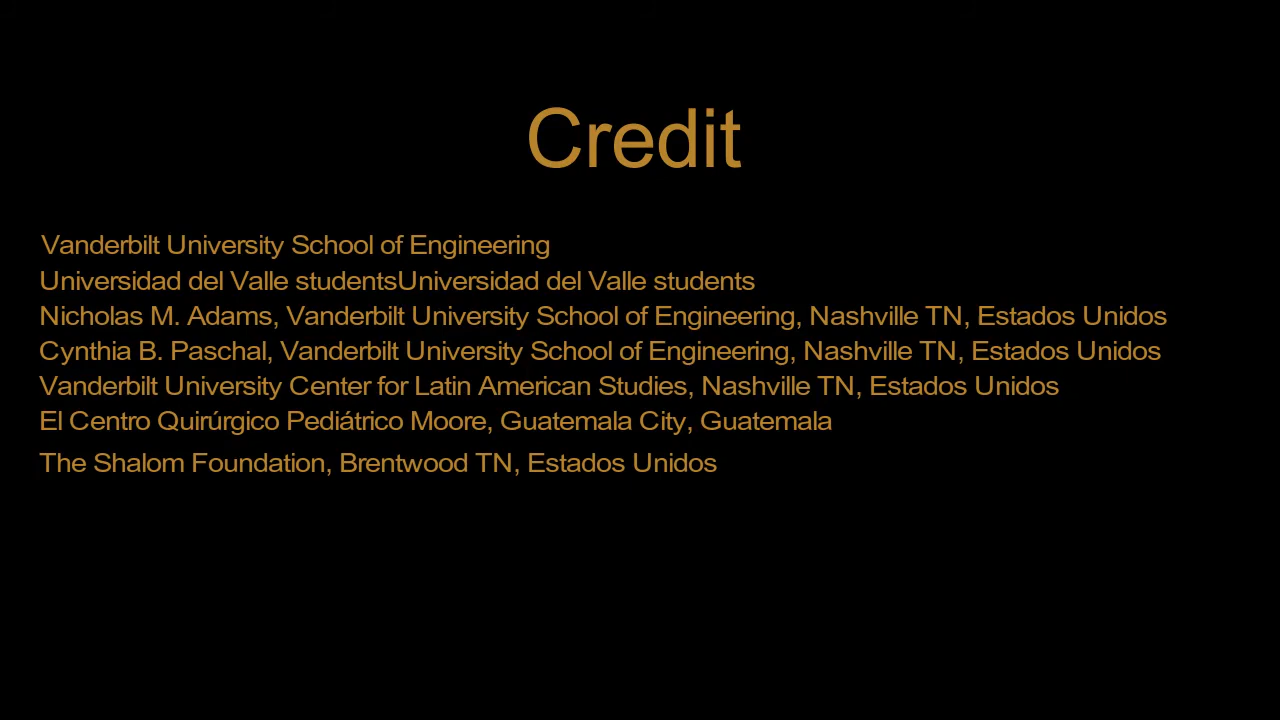 Credit
Vanderbilt University School of Engineering
Universidad del Valle studentsUniversidad del Valle students
Nicholas M. Adams, Vanderbilt University School of Engineering, Nashville TN, Estados Unidos
Cynthia B. Paschal, Vanderbilt University School of Engineering, Nashville TN, Estados Unidos
Vanderbilt University Center for Latin American Studies, Nashville TN, Estados Unidos
El Centro Quirúrgico Pediátrico Moore, Guatemala City, Guatemala
The Shalom Foundation, Brentwood TN, Estados Unidos